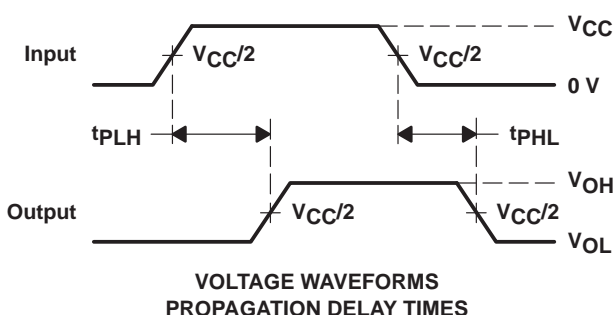 VCC
Input VCC/2 VCC/2
0 V
tPLH tPHL
VOH
Output VCC/2 VCC/2
VOL
VOLTAGE WAVEFORMS
PROPAGATION DELAY TIMES